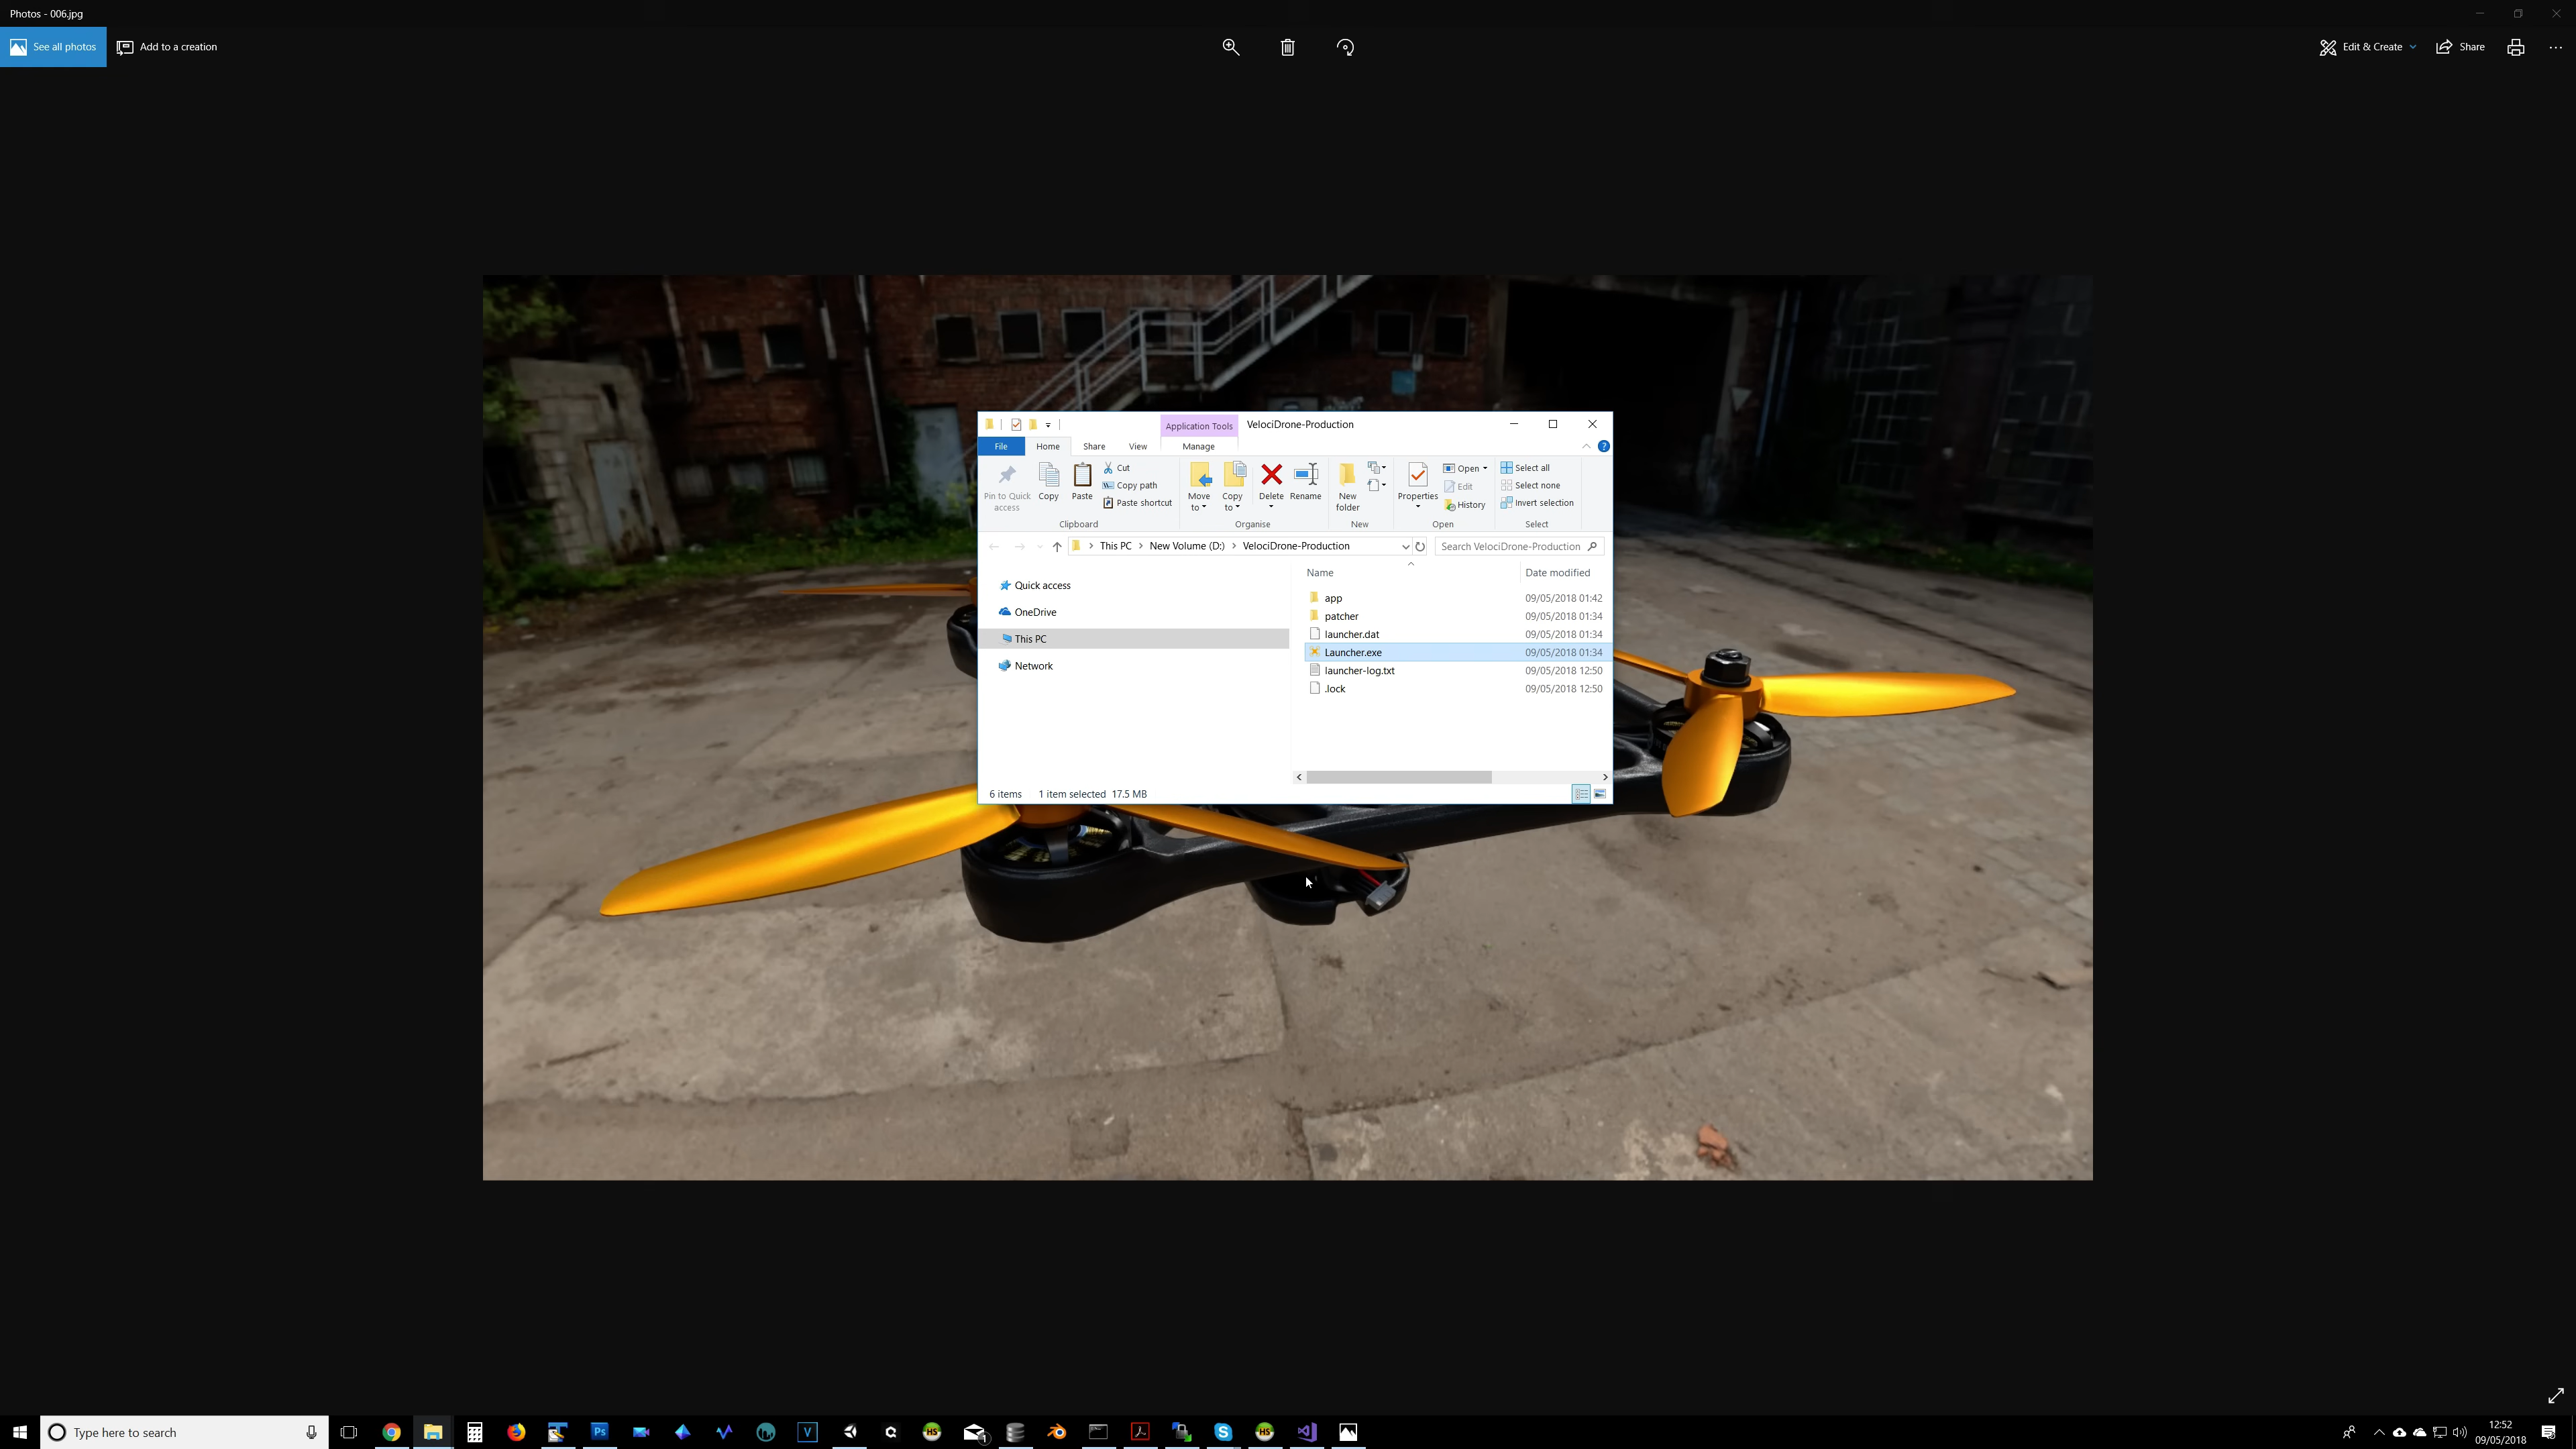 Photos - 006.jpg
See all photos
Add to a creation
Edit & Create
Share
Application Tools
VelociDrone-Production
File
Home
Share
View
Manage
Pin to Quick access
Copy
Paste
Cut
Copy path
Paste shortcut
Move to
Copy to
Delete
Rename
New folder
Properties
Open
Edit
History
Select all
Select none
Invert selection
Clipboard
Organise
New
Open
Select
This PC
New Volume (D:)
VelociDrone-Production
Search VelociDrone-Production
Quick access
OneDrive
This PC
Network
Name
Date modified
app 09/05/2018 01:42
patcher 09/05/2018 01:34
launcher.dat 09/05/2018 01:34
Launcher.exe 09/05/2018 01:34
launcher-log.txt 09/05/2018 12:50
.lock 09/05/2018 12:50
6 items
1 item selected 17.5 MB
Type here to search
Ps
V
HS
1
S
HS
12:52
09/05/2018